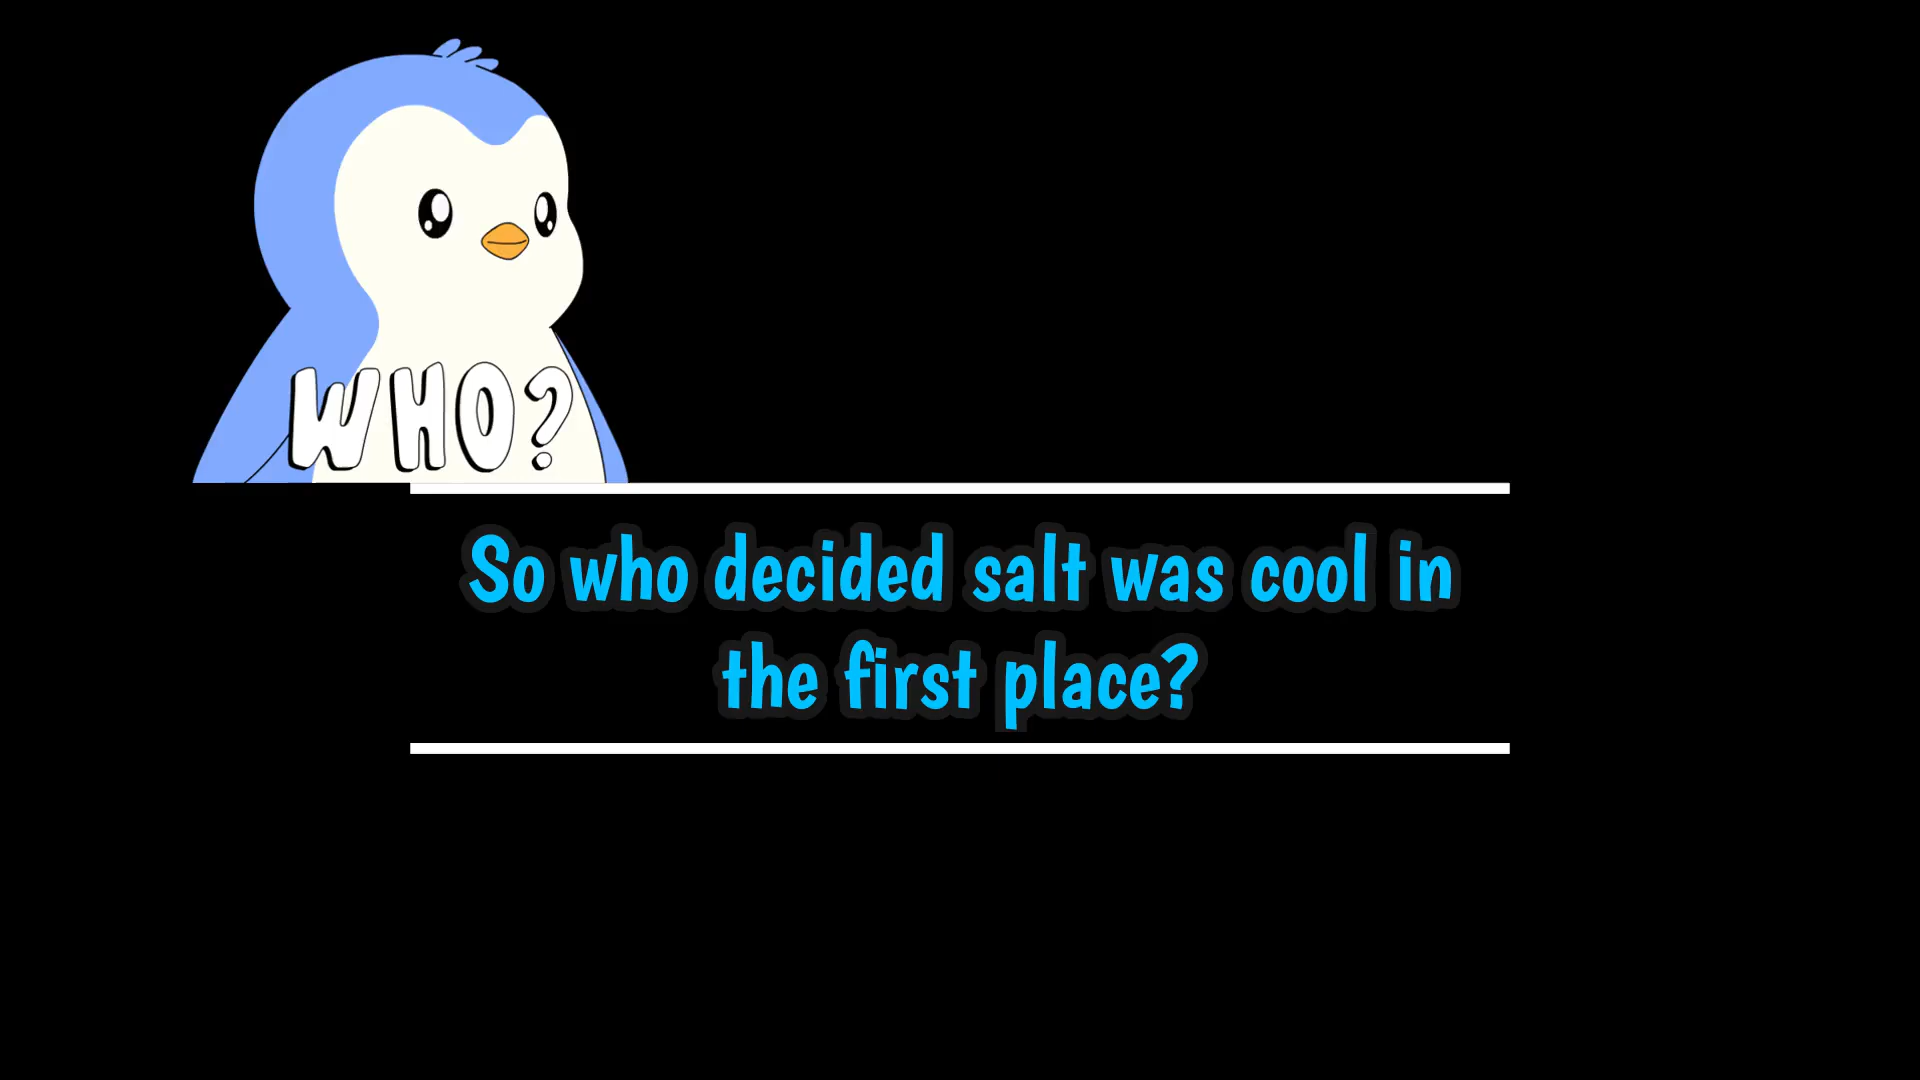 WHO?
So who decided salt was cool in
the first place?